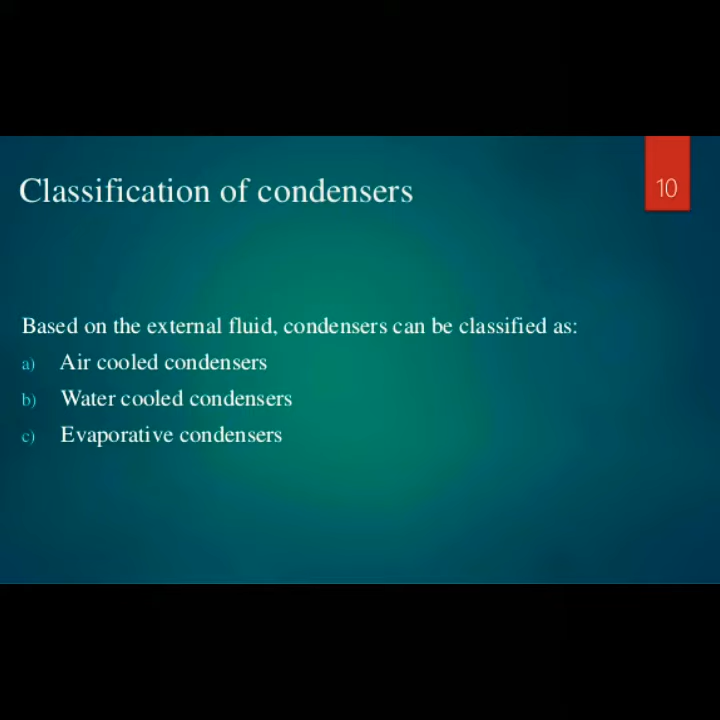 Classification of condensers
10
Based on the external fluid, condensers can be classified as:
a) Air cooled condensers
b) Water cooled condensers
c) Evaporative condensers